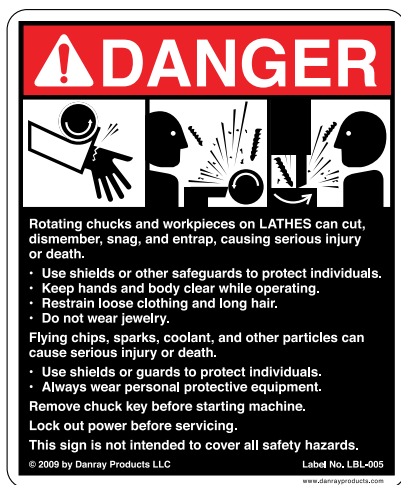 DANGER
Rotating chucks and workpieces on LATHES can cut,
dismember, snag, and entrap, causing serious injury
or death.
· Use shields or other safeguards to protect individuals.
· Keep hands and body clear while operating.
· Restrain loose clothing and long hair.
· Do not wear jewelry.
Flying chips, sparks, coolant, and other particles can
cause serious injury or death.
· Use shields or guards to protect individuals.
· Always wear personal protective equipment.
Remove chuck key before starting machine.
Lock out power before servicing.
This sign is not intended to cover all safety hazards.
© 2009 by Danray Products LLC Label No. LBL-005
www.danrayproducts.com